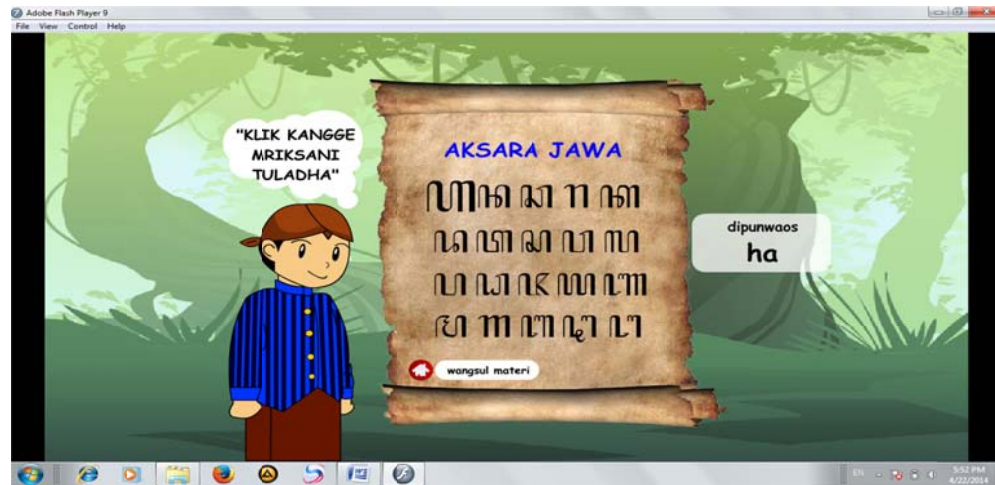 Adobe Flash Player 9
File View Control Help
"KLIK KANGGE
MRIKSANI
TULADHA"
AKSARA JAWA
ꦲ ꦤ ꦕ ꦫ ꦏ
ꦢ ꦠ ꦱ ꦮ ꦭ
ꦥ ꦝ ꦗ ꦪ ꦚ
ꦩ ꦒ ꦧ ꦛ ꦔ
wangsul materi
dipunwaos
ha
EN
5:52 PM
4/22/2014